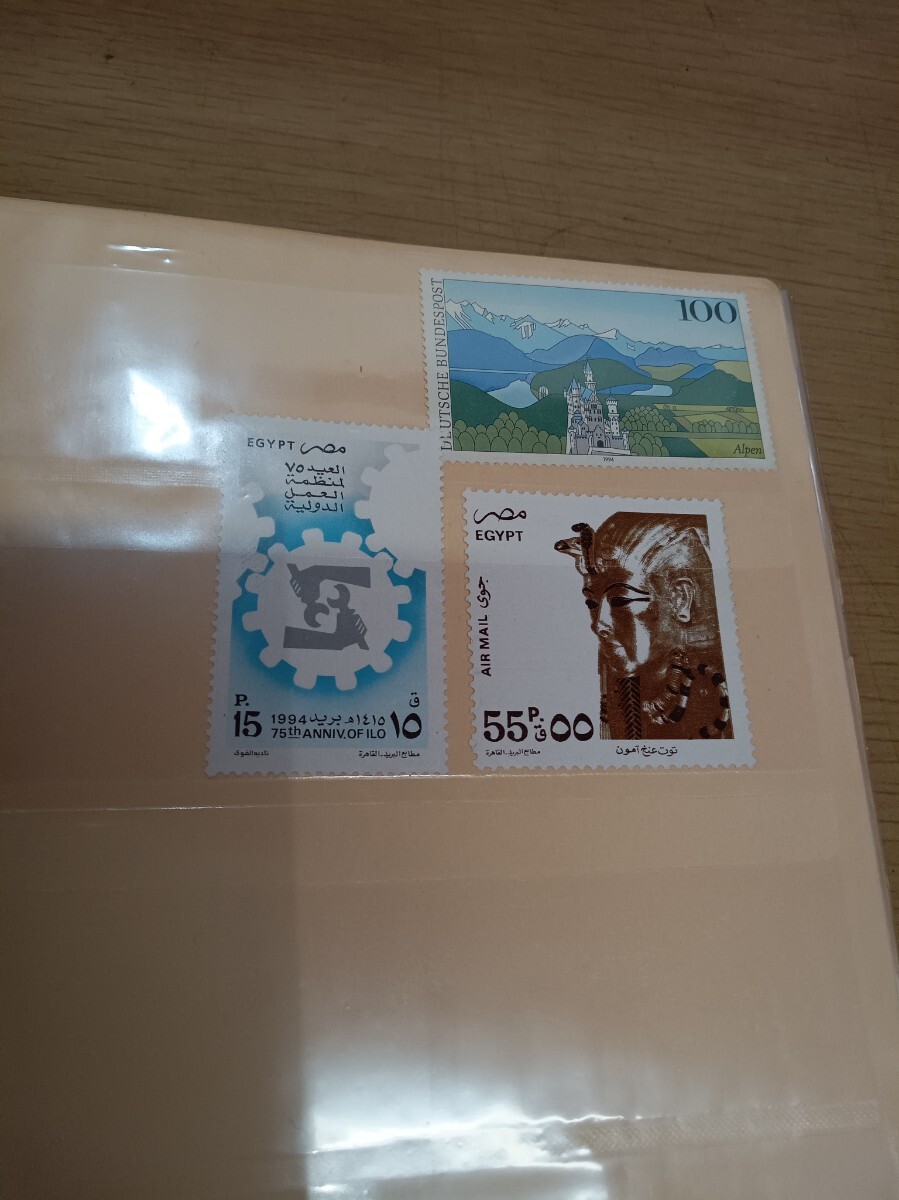 DEUTSCHE BUNDESPOST
100
Alpen
1994
EGYPT مصر
العيد ٧٥
لمنظمة
العمل
الدولية
P. ق
15 1994 بريد ١٤١٥هـ ١٥
75th ANNIV. OF ILO
مطابع البريد - القاهرة
مصر
EGYPT
AIR MAIL جوى
55 P. ق ٥٥
مطابع البريد - القاهرة
توت عنخ آمون